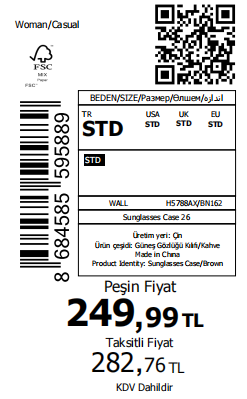 Woman/Casual
FSC
MIX
Paper
FSC™
8 684585 595889
BEDEN/SIZE/Размер/Өлшем/اندازه
TR USA UK EU
STD STD STD STD
STD
WALL H5788AX/BN162
Sunglasses Case 26
Üretim yeri: Çin
Ürün çeşidi: Güneş Gözlüğü Kılıfı/Kahve
Made in China
Product Identity: Sunglasses Case/Brown
Peşin Fiyat
249,99 TL
Taksitli Fiyat
282,76 TL
KDV Dahildir